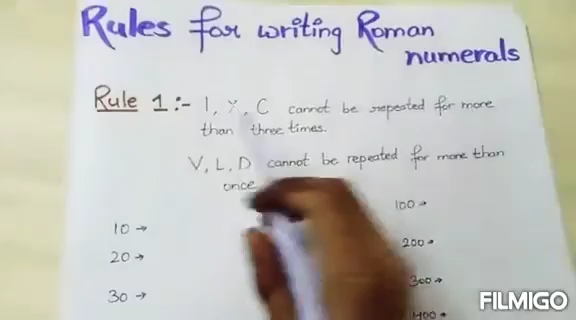 Rules for writing Roman
numerals
Rule 1:- I, X, C cannot be repeated for more
than three times.
V, L, D cannot be repeated for more than
once
10 →
20 →
30 →
100 →
200 →
300 →
400 →
FILMIGO